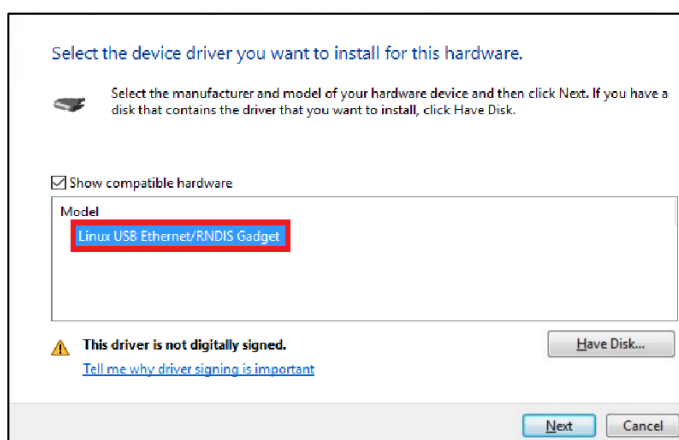 Select the device driver you want to install for this hardware.
Select the manufacturer and model of your hardware device and then click Next. If you have a
disk that contains the driver that you want to install, click Have Disk.
Show compatible hardware
Model
Linux USB Ethernet/RNDIS Gadget
This driver is not digitally signed.
Have Disk...
Tell me why driver signing is important
Next
Cancel